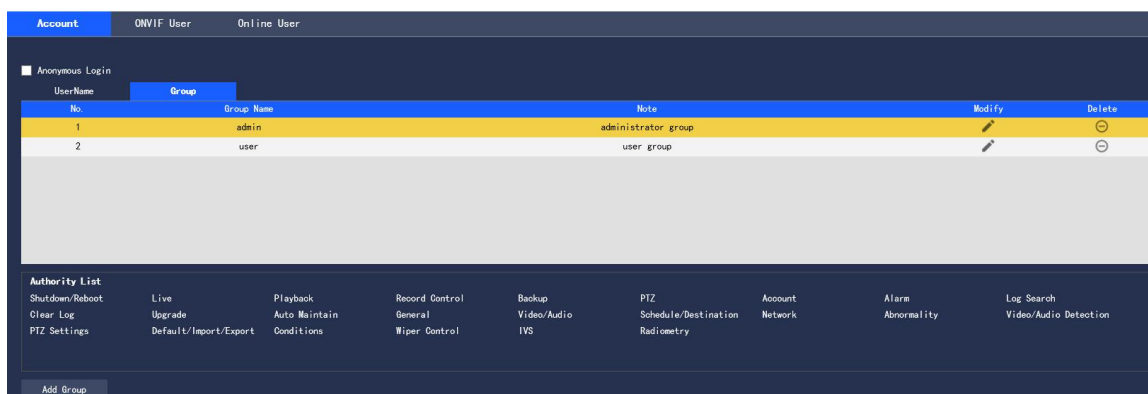 Account ONVIF User Online User
Anonymous Login
UserName Group
No. Group Name Note Modify Delete
1 admin administrator group
2 user user group
Authority List
Shutdown/Reboot Live Playback Record Control Backup PTZ Account Alarm Log Search
Clear Log Upgrade Auto Maintain General Video/Audio Schedule/Destination Network Abnormality Video/Audio Detection
PTZ Settings Default/Import/Export Conditions Wiper Control IVS Radiometry
Add Group